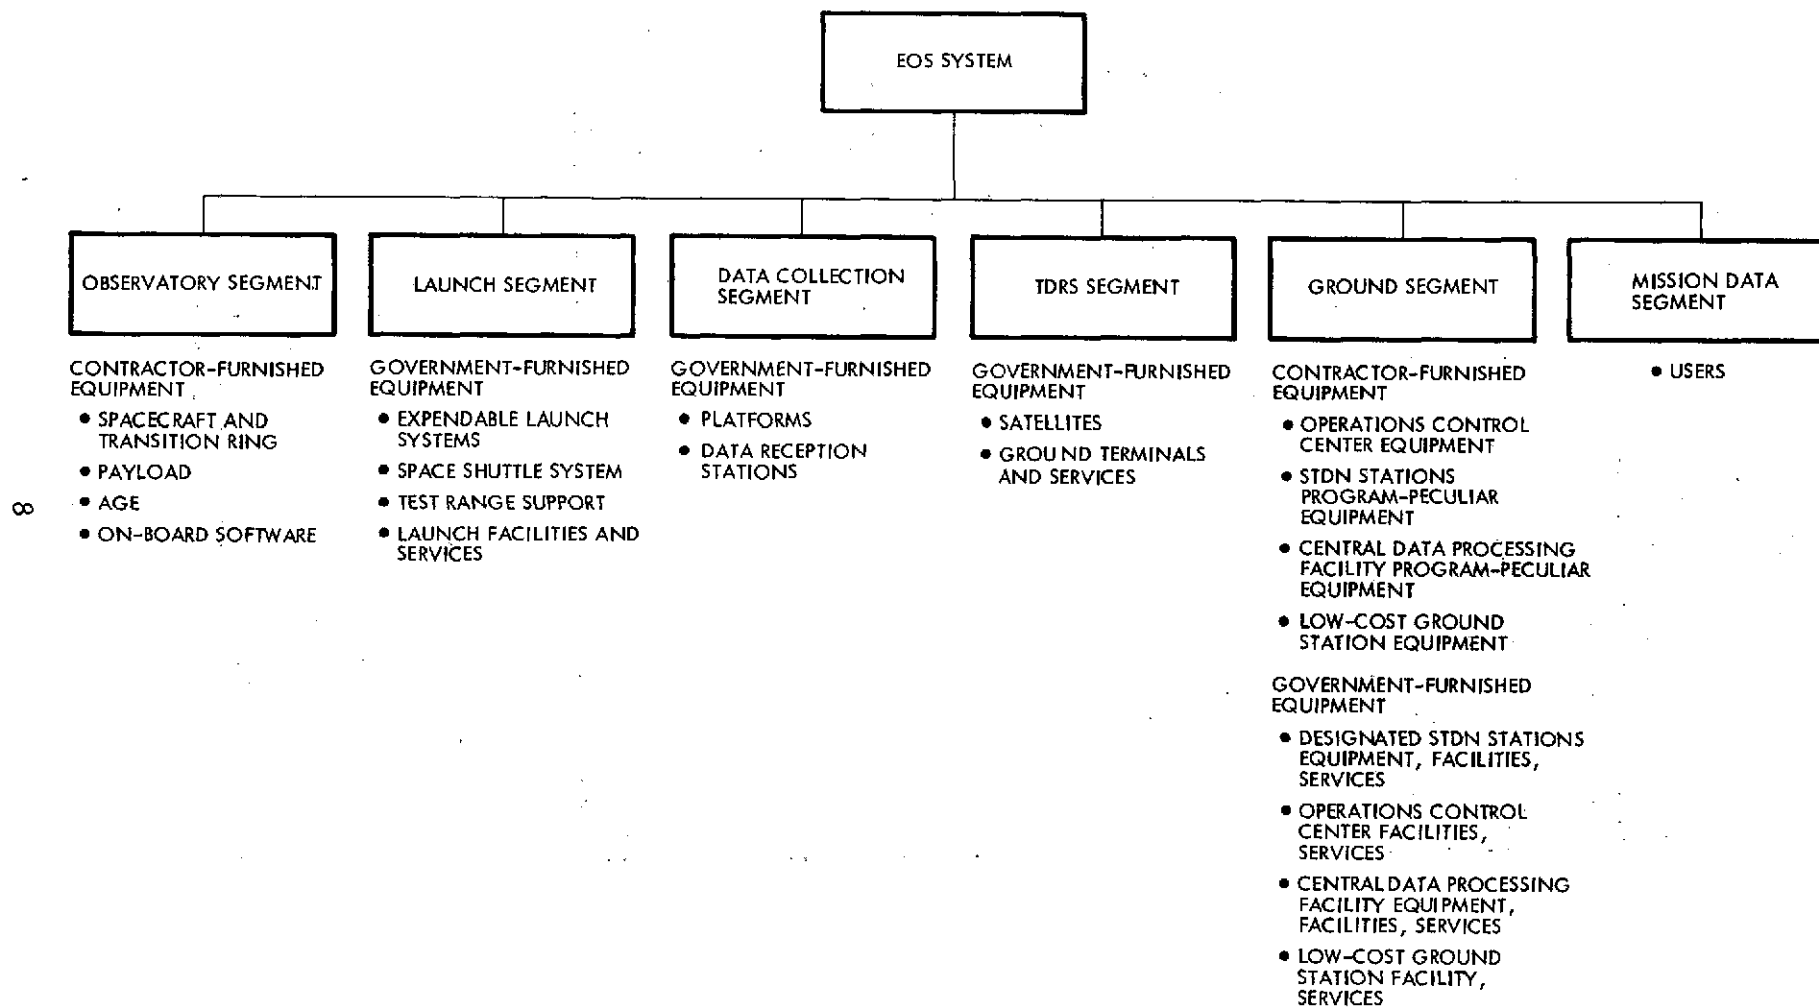 EOS SYSTEM
OBSERVATORY SEGMENT
CONTRACTOR-FURNISHED
EQUIPMENT
• SPACECRAFT AND
TRANSITION RING
• PAYLOAD
• AGE
• ON-BOARD SOFTWARE
LAUNCH SEGMENT
GOVERNMENT-FURNISHED
EQUIPMENT
• EXPENDABLE LAUNCH
SYSTEMS
• SPACE SHUTTLE SYSTEM
• TEST RANGE SUPPORT
• LAUNCH FACILITIES AND
SERVICES
DATA COLLECTION
SEGMENT
GOVERNMENT-FURNISHED
EQUIPMENT
• PLATFORMS
• DATA RECEPTION
STATIONS
TDRS SEGMENT
GOVERNMENT-FURNISHED
EQUIPMENT
• SATELLITES
• GROUND TERMINALS
AND SERVICES
GROUND SEGMENT
CONTRACTOR-FURNISHED
EQUIPMENT
• OPERATIONS CONTROL
CENTER EQUIPMENT
• STDN STATIONS
PROGRAM-PECULIAR
EQUIPMENT
• CENTRAL DATA PROCESSING
FACILITY PROGRAM-PECULIAR
EQUIPMENT
• LOW-COST GROUND
STATION EQUIPMENT
GOVERNMENT-FURNISHED
EQUIPMENT
• DESIGNATED STDN STATIONS
EQUIPMENT, FACILITIES,
SERVICES
• OPERATIONS CONTROL
CENTER FACILITIES,
SERVICES
• CENTRAL DATA PROCESSING
FACILITY EQUIPMENT,
FACILITIES, SERVICES
• LOW-COST GROUND
STATION FACILITY,
SERVICES
MISSION DATA
SEGMENT
• USERS
8